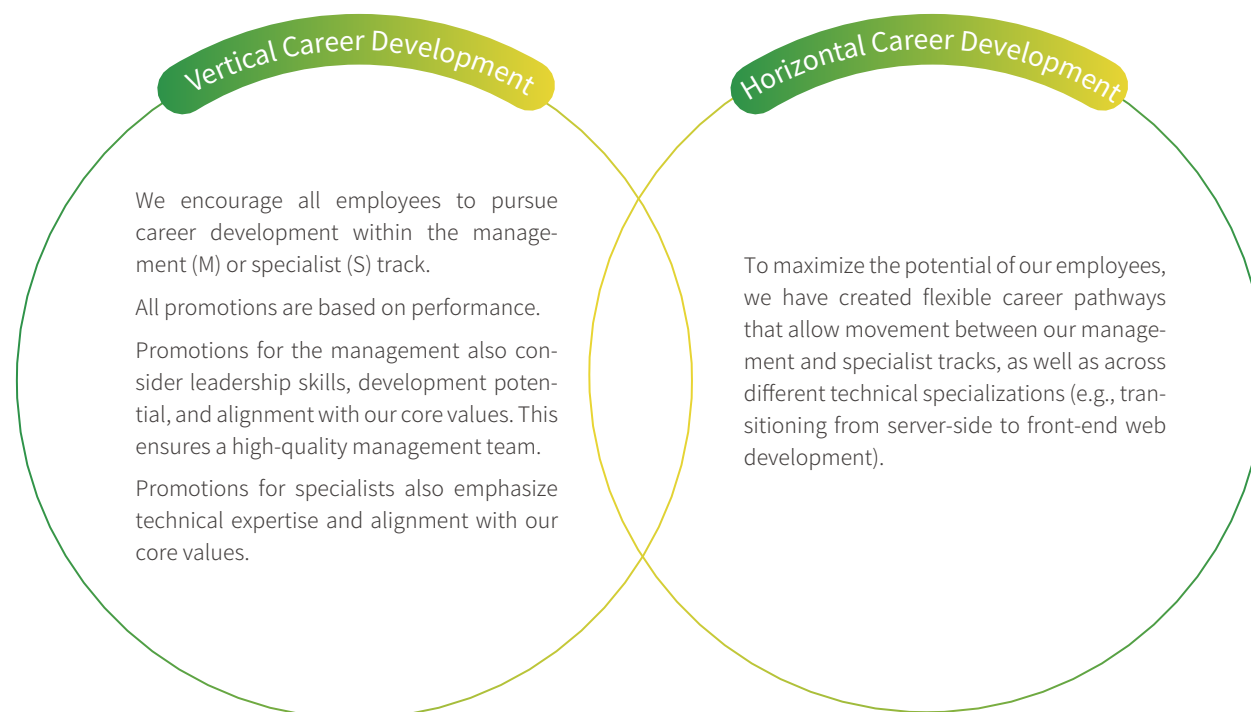 Vertical Career Development
We encourage all employees to pursue
career development within the manage-
ment (M) or specialist (S) track.
All promotions are based on performance.
Promotions for the management also con-
sider leadership skills, development poten-
tial, and alignment with our core values. This
ensures a high-quality management team.
Promotions for specialists also emphasize
technical expertise and alignment with our
core values.
Horizontal Career Development
To maximize the potential of our employees,
we have created flexible career pathways
that allow movement between our manage-
ment and specialist tracks, as well as across
different technical specializations (e.g., tran-
sitioning from server-side to front-end web
development).